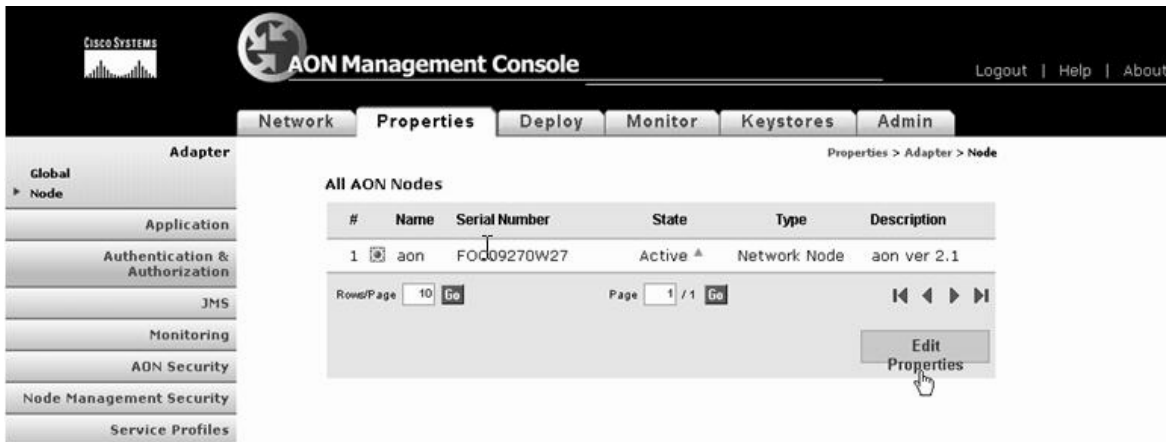 CISCO SYSTEMS
AON Management Console
Logout | Help | About
Network Properties Deploy Monitor Keystores Admin
Adapter
Global
Node
Application
Authentication &
Authorization
JMS
Monitoring
AON Security
Node Management Security
Service Profiles
Properties > Adapter > Node
All AON Nodes
# Name Serial Number State Type Description
1 aon FOC09270W27 Active Network Node aon ver 2.1
Rows/Page 10 Go Page 1 / 1 Go
Edit
Properties